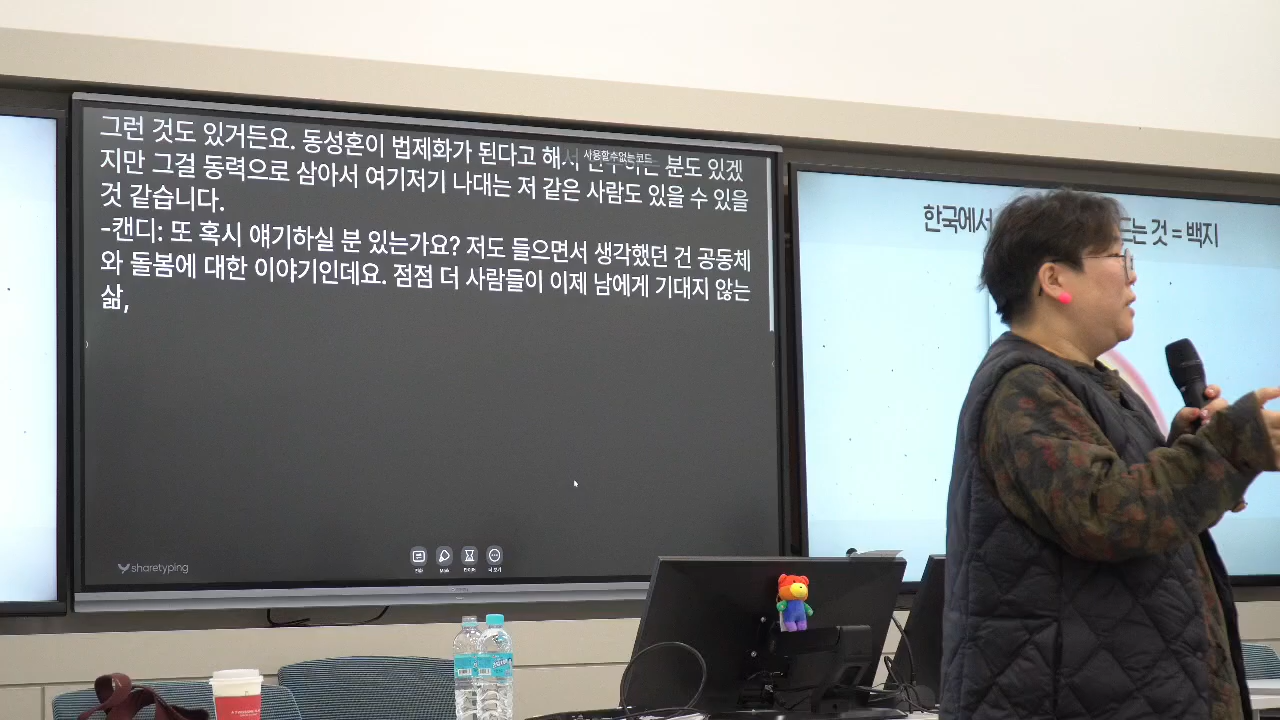 그런 것도 있거든요. 동성혼이 법제화가 된다고 해서 분도 있겠
사용할 수 없는 코드
지만 그걸 동력으로 삼아서 여기저기 나대는 저 같은 사람도 있을 수 있을
것 같습니다.
-캔디: 또 혹시 얘기하실 분 있는가요? 저도 들으면서 생각했던 건 공동체
와 돌봄에 대한 이야기인데요. 점점 더 사람들이 이제 남에게 기대지 않는
삶,
sharetyping
한국에서 드는 것 = 백지